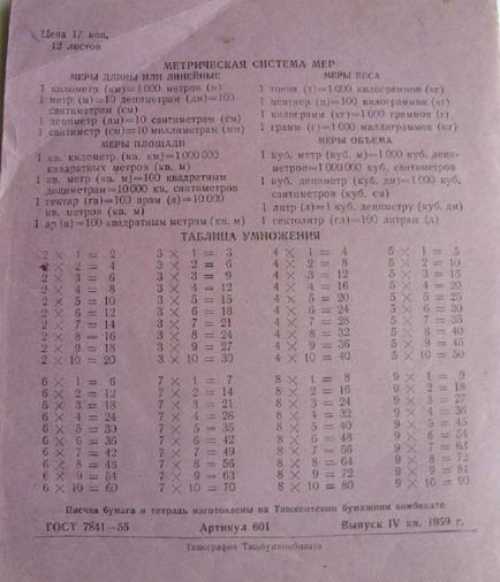 Цена 17 коп.
12 листов
МЕТРИЧЕСКАЯ СИСТЕМА МЕР
МЕРЫ ДЛИНЫ ИЛИ ЛИНЕЙНЫЕ
1 километр (км)=1000 метров (м)
1 метр (м)=10 дециметрам (дм)=100
сантиметрам (см)
1 дециметр (дм)=10 сантиметрам (см)
1 сантиметр (см)=10 миллиметрам (мм)
МЕРЫ ПЛОЩАДИ
1 кв. километр (кв. км)=1000000
квадратных метров (кв. м)
1 кв. метр (кв. м)=100 квадратным
дециметрам=10000 кв. сантиметров
1 гектар (га)=100 арам (а)=10000
кв. метров (кв. м)
1 ар (а)=100 квадратным метрам (кв. м)
МЕРЫ ВЕСА
1 тонна (т)=1000 килограммов (кг)
1 центнер (ц)=100 килограммам (кг)
1 килограмм (кг)=1000 граммов (г)
1 грамм (г)=1000 миллиграммов (мг)
МЕРЫ ОБЪЕМА
1 куб. метр (куб. м)=1000 куб. деци-
метров=1000000 куб. сантиметров
1 куб. дециметр (куб. дм)=1000 куб.
сантиметров (куб. см)
1 литр (л)=1 куб. дециметру (куб. дм)
1 гектолитр (гл)=100 литрам (л)
ТАБЛИЦА УМНОЖЕНИЯ
2 × 1 = 2 3 × 1 = 3 4 × 1 = 4 5 × 1 = 5
2 × 2 = 4 3 × 2 = 6 4 × 2 = 8 5 × 2 = 10
2 × 3 = 6 3 × 3 = 9 4 × 3 = 12 5 × 3 = 15
2 × 4 = 8 3 × 4 = 12 4 × 4 = 16 5 × 4 = 20
2 × 5 = 10 3 × 5 = 15 4 × 5 = 20 5 × 5 = 25
2 × 6 = 12 3 × 6 = 18 4 × 6 = 24 5 × 6 = 30
2 × 7 = 14 3 × 7 = 21 4 × 7 = 28 5 × 7 = 35
2 × 8 = 16 3 × 8 = 24 4 × 8 = 32 5 × 8 = 40
2 × 9 = 18 3 × 9 = 27 4 × 9 = 36 5 × 9 = 45
2 × 10 = 20 3 × 10 = 30 4 × 10 = 40 5 × 10 = 50
6 × 1 = 6 7 × 1 = 7 8 × 1 = 8 9 × 1 = 9
6 × 2 = 12 7 × 2 = 14 8 × 2 = 16 9 × 2 = 18
6 × 3 = 18 7 × 3 = 21 8 × 3 = 24 9 × 3 = 27
6 × 4 = 24 7 × 4 = 28 8 × 4 = 32 9 × 4 = 36
6 × 5 = 30 7 × 5 = 35 8 × 5 = 40 9 × 5 = 45
6 × 6 = 36 7 × 6 = 42 8 × 6 = 48 9 × 6 = 54
6 × 7 = 42 7 × 7 = 49 8 × 7 = 56 9 × 7 = 63
6 × 8 = 48 7 × 8 = 56 8 × 8 = 64 9 × 8 = 72
6 × 9 = 54 7 × 9 = 63 8 × 9 = 72 9 × 9 = 81
6 × 10 = 60 7 × 10 = 70 8 × 10 = 80 9 × 10 = 90
Писчая бумага и тетрадь изготовлены на Ташкентском бумажном комбинате
ГОСТ 7841—55 Артикул 601 Выпуск IV кв. 1959 г.
Типография Ташбумкомбината